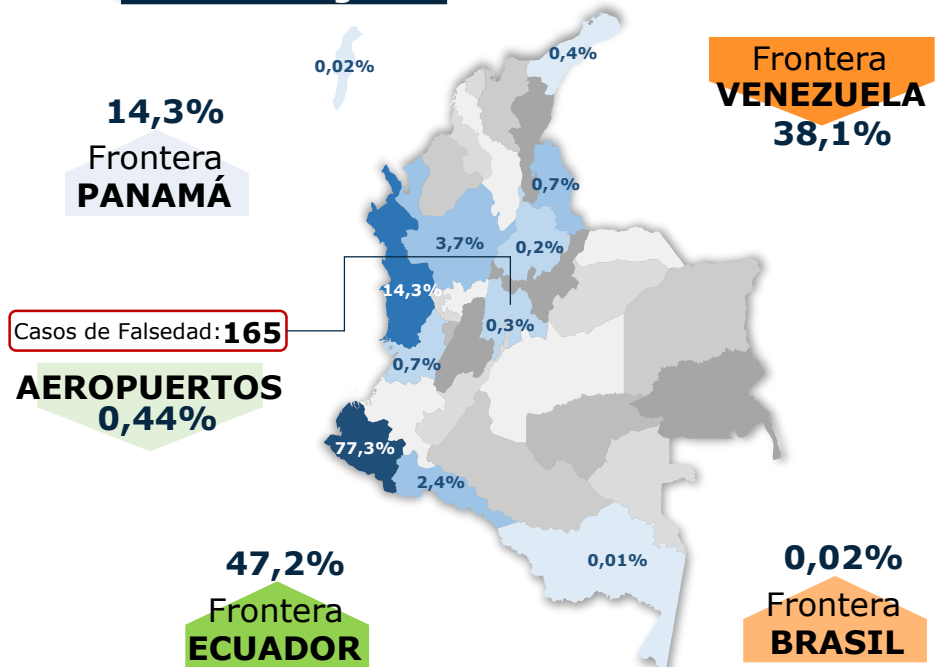 0,02%
0,4%
Frontera
VENEZUELA
38,1%
14,3%
Frontera
PANAMÁ
0,7%
3,7%
0,2%
14,3%
Casos de Falsedad: 165
0,3%
0,7%
AEROPUERTOS
0,44%
77,3%
2,4%
47,2%
Frontera
ECUADOR
0,01%
0,02%
Frontera
BRASIL